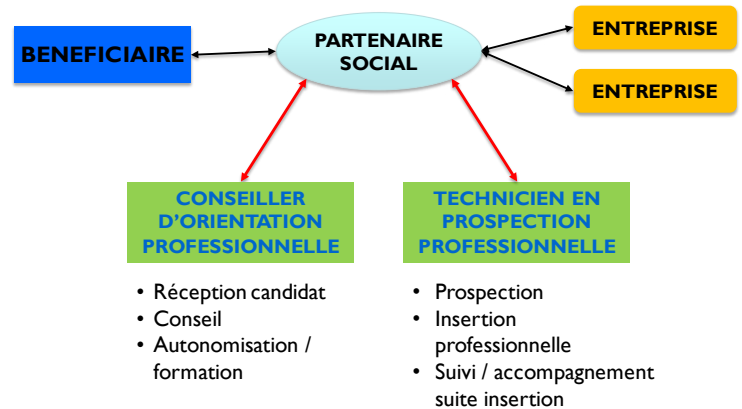 BENEFICIAIRE
PARTENAIRE
SOCIAL
ENTREPRISE
ENTREPRISE
CONSEILLER
D'ORIENTATION
PROFESSIONNELLE
• Réception candidat
• Conseil
• Autonomisation /
formation
TECHNICIEN EN
PROSPECTION
PROFESSIONNELLE
• Prospection
• Insertion
professionnelle
• Suivi / accompagnement
suite insertion